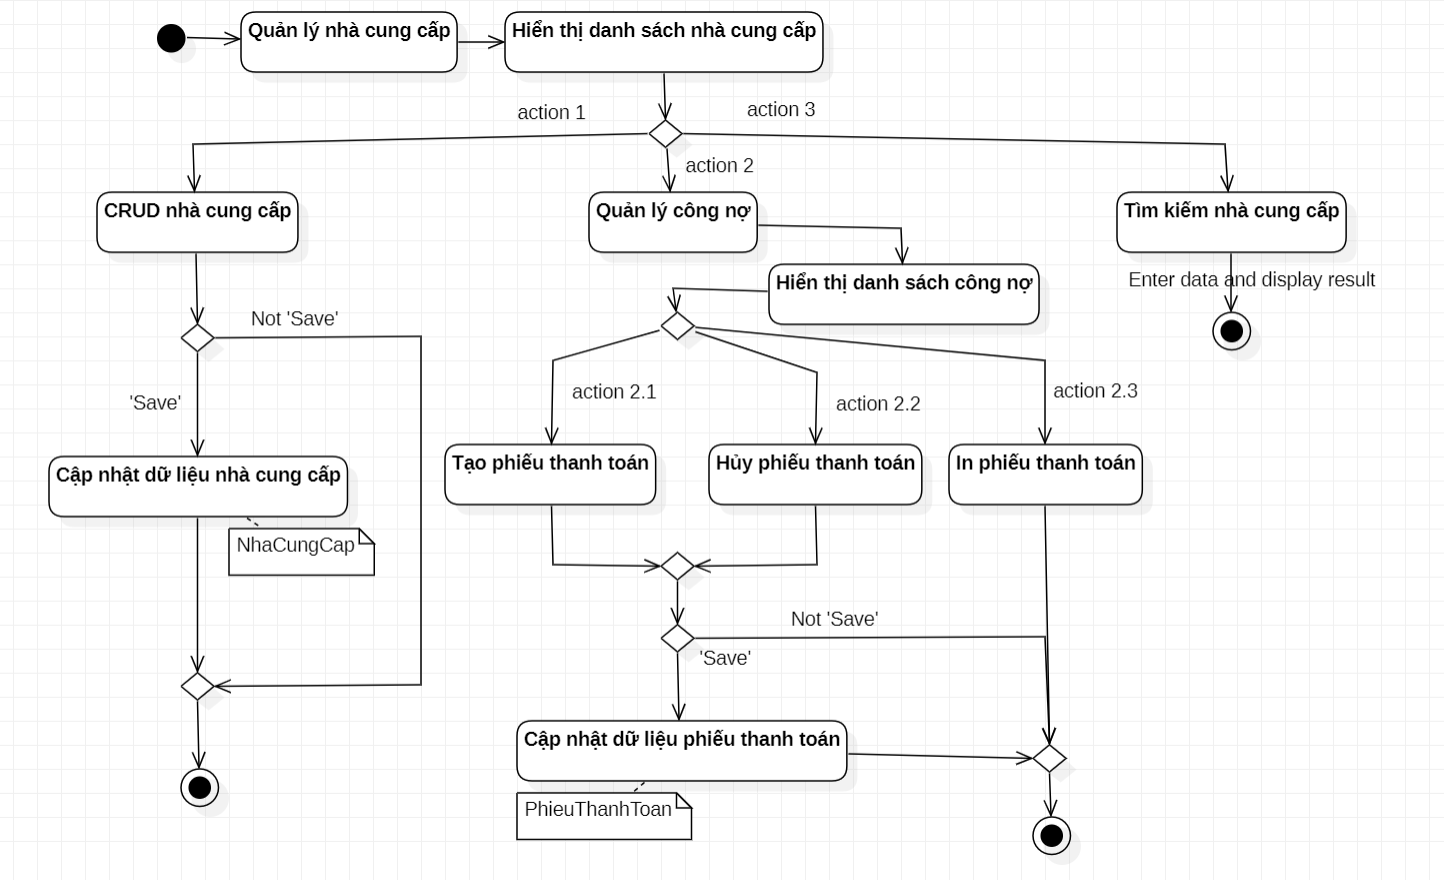 Quản lý nhà cung cấp
Hiển thị danh sách nhà cung cấp
action 1
action 3
action 2
CRUD nhà cung cấp
Quản lý công nợ
Tìm kiếm nhà cung cấp
Hiển thị danh sách công nợ
Enter data and display result
Not 'Save'
'Save'
action 2.1
action 2.2
action 2.3
Cập nhật dữ liệu nhà cung cấp
Tạo phiếu thanh toán
Hủy phiếu thanh toán
In phiếu thanh toán
NhaCungCap
Not 'Save'
'Save'
Cập nhật dữ liệu phiếu thanh toán
PhieuThanhToan